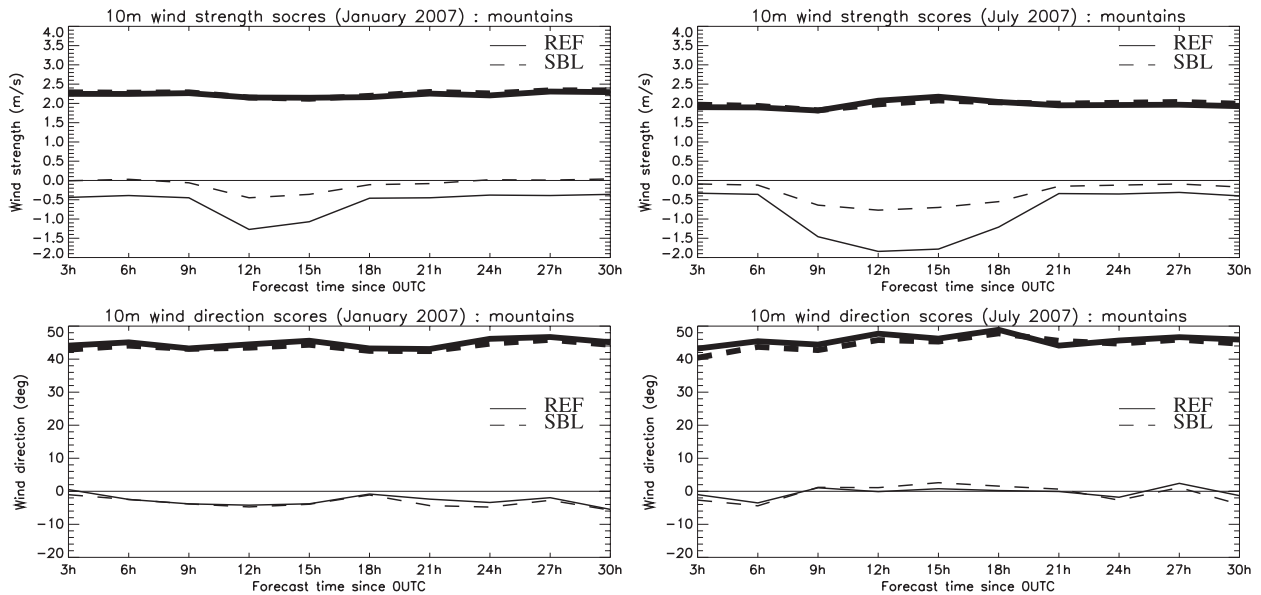 10m wind strength socres (January 2007) : mountains
4.0
3.5
3.0
2.5
2.0
1.5
1.0
0.5
0.0
−0.5
−1.0
−1.5
−2.0
Wind strength (m/s)
REF
SBL
3h 6h 9h 12h 15h 18h 21h 24h 27h 30h
Forecast time since 0UTC
10m wind strength scores (July 2007) : mountains
4.0
3.5
3.0
2.5
2.0
1.5
1.0
0.5
0.0
−0.5
−1.0
−1.5
−2.0
Wind strength (m/s)
REF
SBL
3h 6h 9h 12h 15h 18h 21h 24h 27h 30h
Forecast time since 0UTC
10m wind direction scores (January 2007) : mountains
50
40
30
20
10
0
−10
−20
Wind direction (deg)
REF
SBL
3h 6h 9h 12h 15h 18h 21h 24h 27h 30h
Forecast time since 0UTC
10m wind direction scores (July 2007) : mountains
50
40
30
20
10
0
−10
−20
Wind direction (deg)
REF
SBL
3h 6h 9h 12h 15h 18h 21h 24h 27h 30h
Forecast time since 0UTC